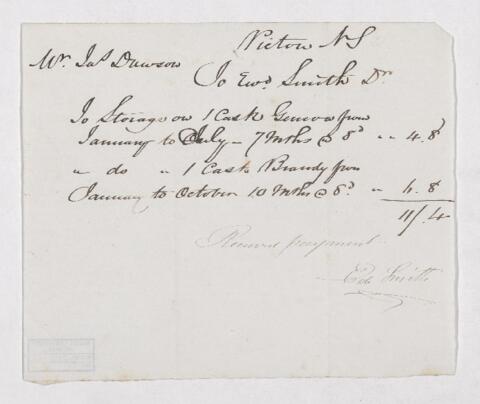 Pictou NS
Mr. Jas Dawson
To Ewd. Smith Dr.
To Storage on 1 Cask Geneva from
January to July - 7 Mths @ 8d " " 4.8
" do " 1 Cask Brandy from
January to October 10 Mths @ 8d. " 6.8
11/.4
Received payment
Ed. Smith